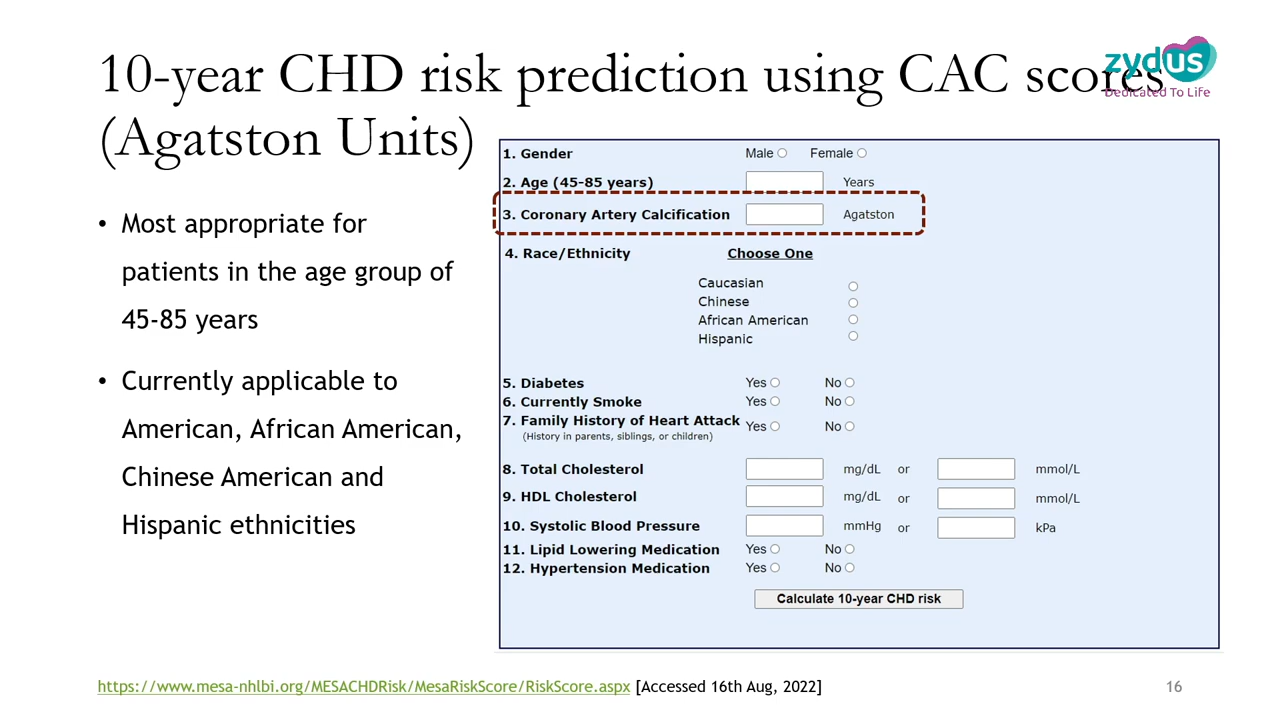 10-year CHD risk prediction using CAC scores
(Agatston Units)
zydus
Dedicated To Life
• Most appropriate for
patients in the age group of
45-85 years
• Currently applicable to
American, African American,
Chinese American and
Hispanic ethnicities
1. Gender Male Female
2. Age (45-85 years) Years
3. Coronary Artery Calcification Agatston
4. Race/Ethnicity Choose One
Caucasian
Chinese
African American
Hispanic
5. Diabetes Yes No
6. Currently Smoke Yes No
7. Family History of Heart Attack Yes No
(History in parents, siblings, or children)
8. Total Cholesterol mg/dL or mmol/L
9. HDL Cholesterol mg/dL or mmol/L
10. Systolic Blood Pressure mmHg or kPa
11. Lipid Lowering Medication Yes No
12. Hypertension Medication Yes No
Calculate 10-year CHD risk
https://www.mesa-nhlbi.org/MESACHDRisk/MesaRiskScore/RiskScore.aspx [Accessed 16th Aug, 2022]
16